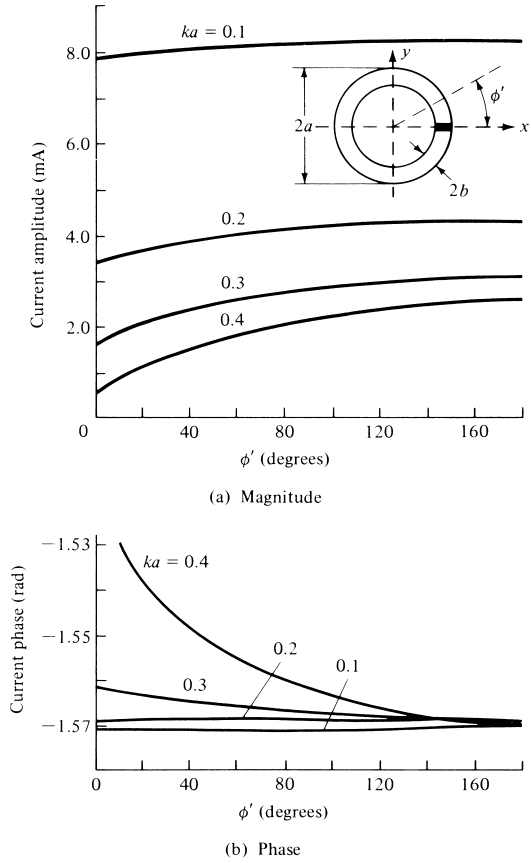 ka = 0.1
8.0
6.0
4.0
2.0
0
Current amplitude (mA)
y
x
ϕ′
2a
2b
0.2
0.3
0.4
40
80
120
160
ϕ′ (degrees)
(a) Magnitude
−1.53
−1.55
−1.57
Current phase (rad)
ka = 0.4
0.2
0.1
0.3
0
40
80
120
160
ϕ′ (degrees)
(b) Phase